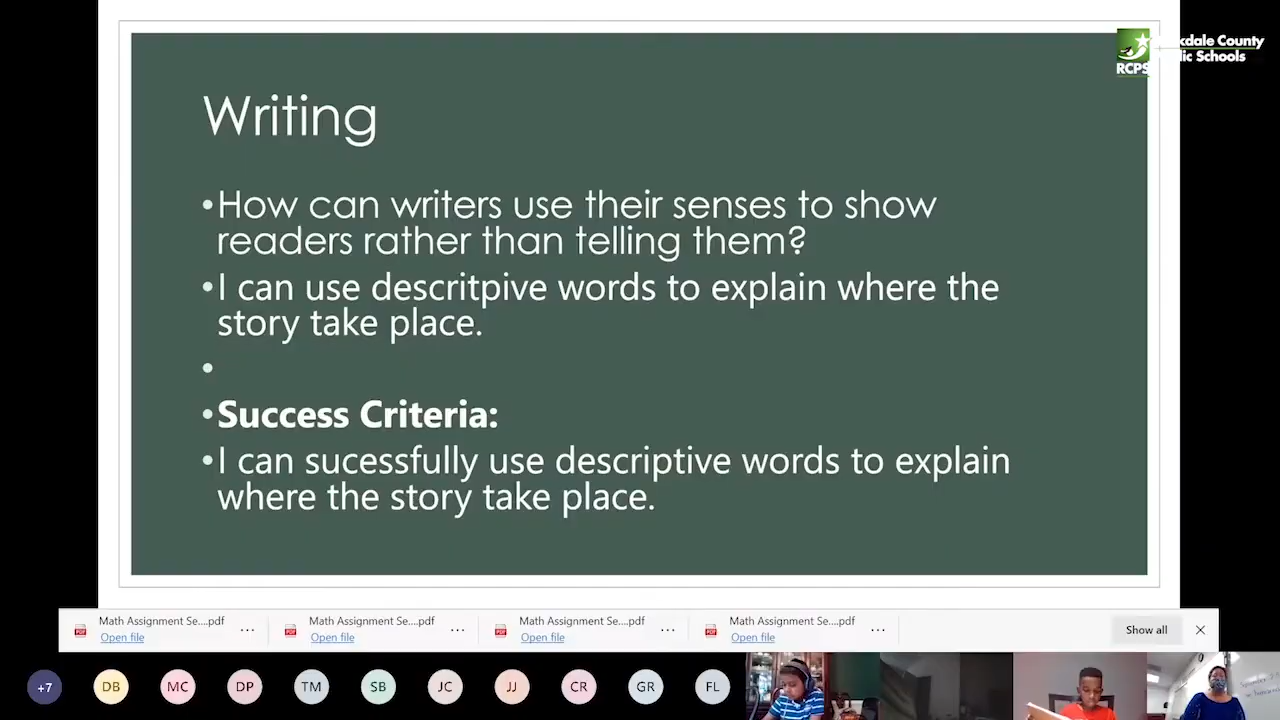 kdale County
lic Schools
RCPS
Writing
•How can writers use their senses to show
readers rather than telling them?
•I can use descritpive words to explain where the
story take place.
•
•Success Criteria:
•I can sucessfully use descriptive words to explain
where the story take place.
Math Assignment Se....pdf
Open file
Math Assignment Se....pdf
Open file
Math Assignment Se....pdf
Open file
Math Assignment Se....pdf
Open file
Show all
+7
DB
MC
DP
TM
SB
JC
JJ
CR
GR
FL